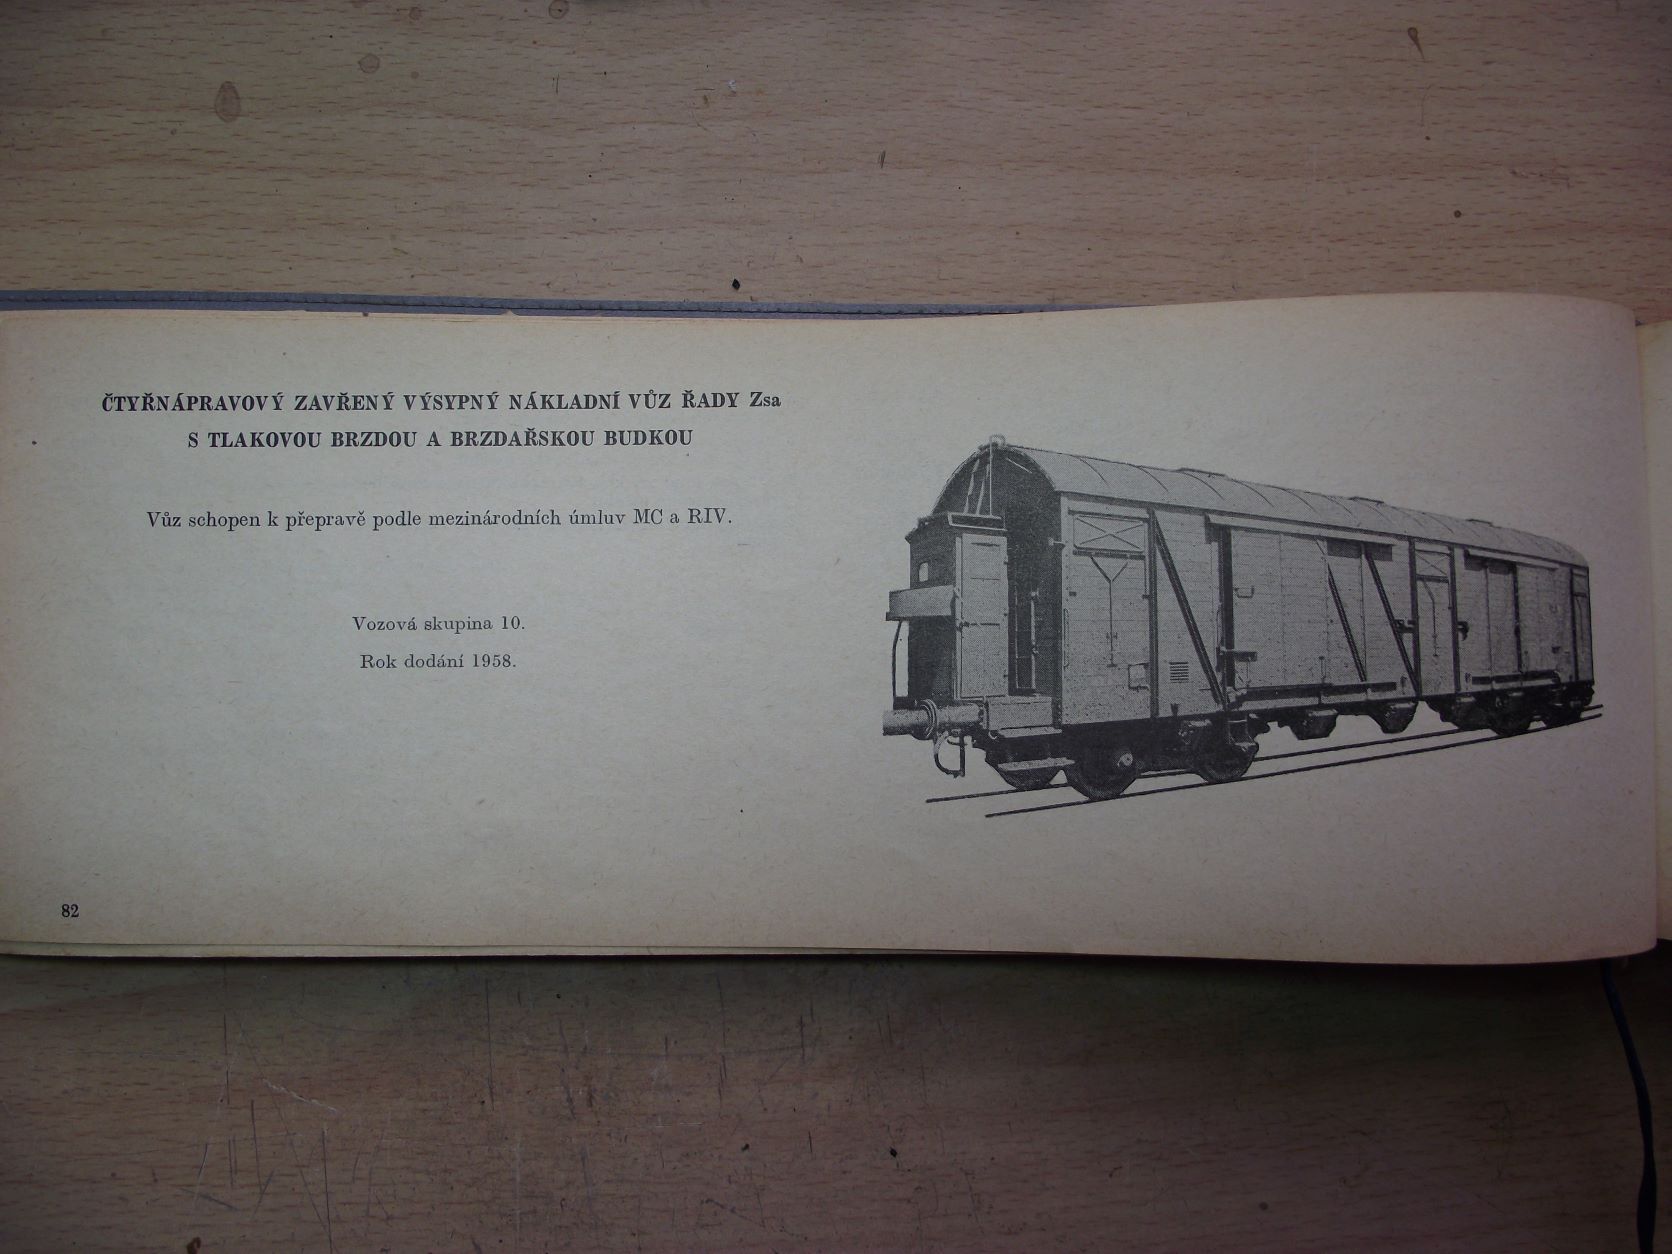 ČTYŘNÁPRAVOVÝ ZAVŘENÝ VÝSYPNÝ NÁKLADNÍ VŮZ ŘADY Zsa
S TLAKOVOU BRZDOU A BRZDAŘSKOU BUDKOU
Vůz schopen k přepravě podle mezinárodních úmluv MC a RIV.
Vozová skupina 10.
Rok dodání 1958.
82